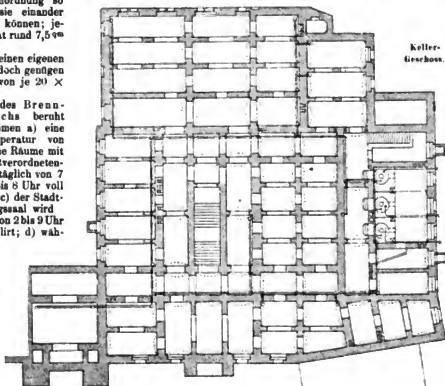 nordnung so
sie einander
können; je-
t rund 7,5 qm
einen eigenen
doch genügen
von je 20 ×
des Brenn-
chs beruht
men a) eine
peratur von
ne Räume mit
tverordneten-
täglich von 7
is 8 Uhr voll
c) der Stadt-
gssaal wird
on 2 bis 9 Uhr
lirt; d) wäh-
Keller-
Geschoss.